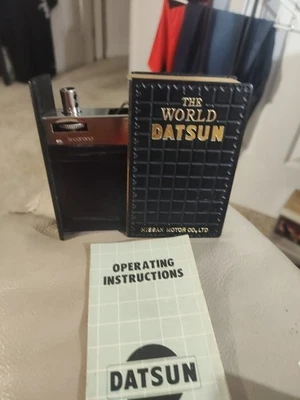 THE
WORLD
DATSUN
NISSAN MOTOR CO.,LTD
OPERATING
INSTRUCTIONS
DATSUN